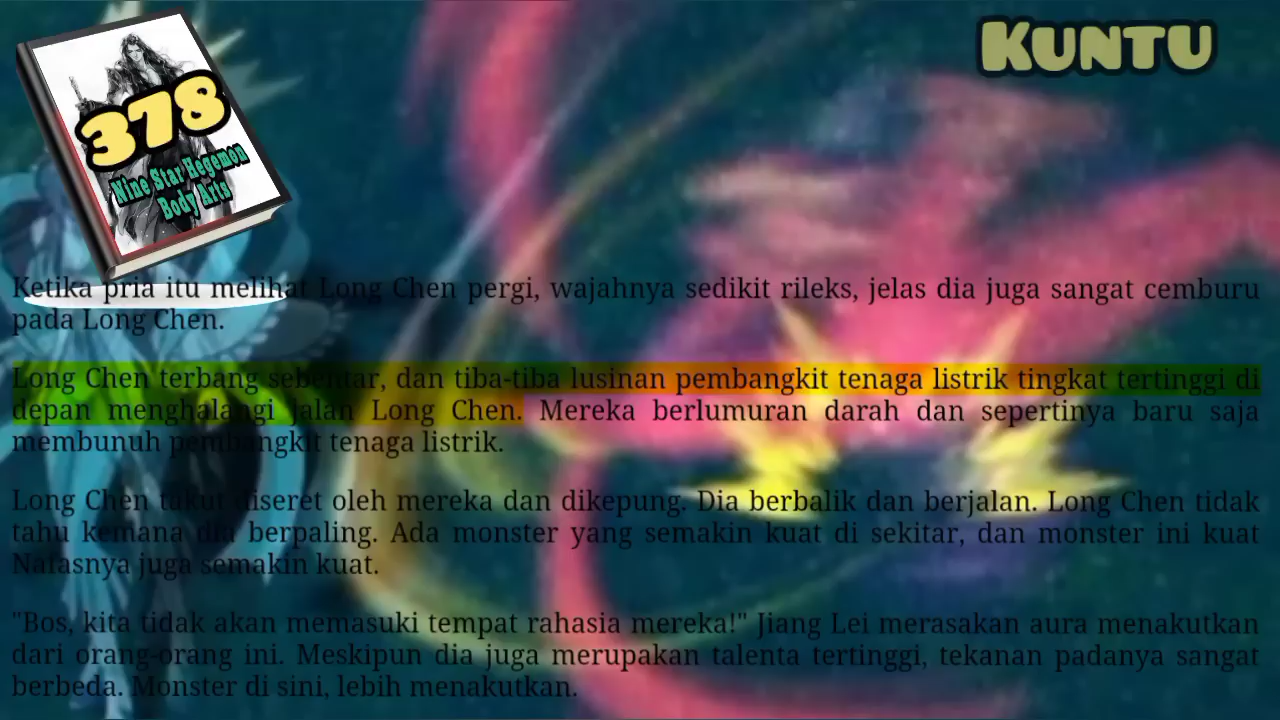 KUNTU
378
Nine Star Hegemon
Body Arts
Ketika pria itu melihat Long Chen pergi, wajahnya sedikit rileks, jelas dia juga sangat cemburu
pada Long Chen.
Long Chen terbang sebentar, dan tiba-tiba lusinan pembangkit tenaga listrik tingkat tertinggi di
depan menghalangi jalan Long Chen. Mereka berlumuran darah dan sepertinya baru saja
membunuh pembangkit tenaga listrik.
Long Chen takut diseret oleh mereka dan dikepung. Dia berbalik dan berjalan. Long Chen tidak
tahu kemana dia berpaling. Ada monster yang semakin kuat di sekitar, dan monster ini kuat
Nafasnya juga semakin kuat.
"Bos, kita tidak akan memasuki tempat rahasia mereka!" Jiang Lei merasakan aura menakutkan
dari orang-orang ini. Meskipun dia juga merupakan talenta tertinggi, tekanan padanya sangat
berbeda. Monster di sini, lebih menakutkan.